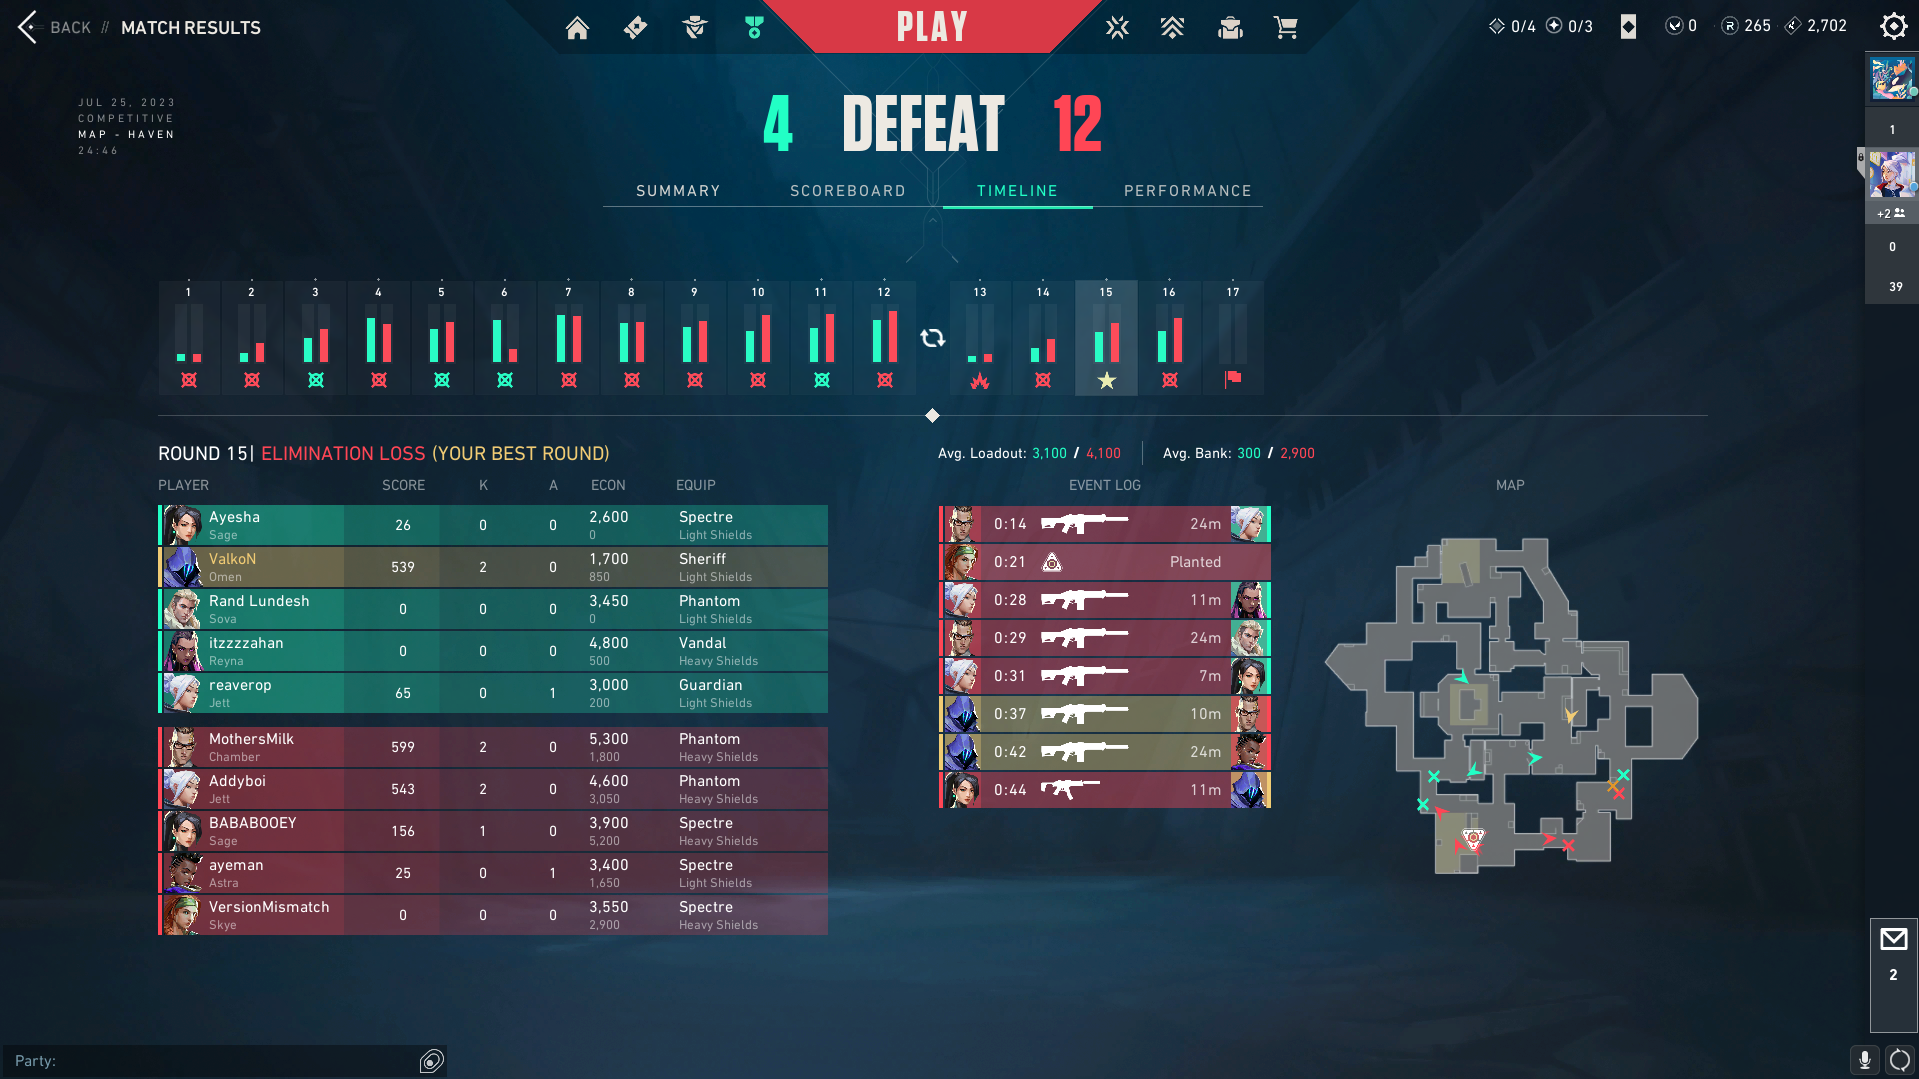 BACK // MATCH RESULTS
PLAY
0/4 0/3 0 265 2,702
JUL 25, 2023
COMPETITIVE
MAP - HAVEN
24:46
4 DEFEAT 12
SUMMARY SCOREBOARD TIMELINE PERFORMANCE
1
+2
0
39
1 2 3 4 5 6 7 8 9 10 11 12 13 14 15 16 17
ROUND 15| ELIMINATION LOSS (YOUR BEST ROUND)
Avg. Loadout: 3,100 / 4,100 Avg. Bank: 300 / 2,900
PLAYER SCORE K A ECON EQUIP
EVENT LOG
MAP
Ayesha 26 0 0 2,600 Spectre
Sage 0 Light Shields
ValkoN 539 2 0 1,700 Sheriff
Omen 850 Light Shields
Rand Lundesh 0 0 0 3,450 Phantom
Sova 0 Light Shields
itzzzzahan 0 0 0 4,800 Vandal
Reyna 500 Heavy Shields
reaverop 65 0 1 3,000 Guardian
Jett 200 Light Shields
MothersMilk 599 2 0 5,300 Phantom
Chamber 1,800 Heavy Shields
Addyboi 543 2 0 4,600 Phantom
Jett 3,050 Heavy Shields
BABABOOEY 156 1 0 3,900 Spectre
Sage 5,200 Heavy Shields
ayeman 25 0 1 3,400 Spectre
Astra 1,650 Light Shields
VersionMismatch 0 0 0 3,550 Spectre
Skye 2,900 Heavy Shields
0:14 24m
0:21 Planted
0:28 11m
0:29 24m
0:31 7m
0:37 10m
0:42 24m
0:44 11m
2
Party: